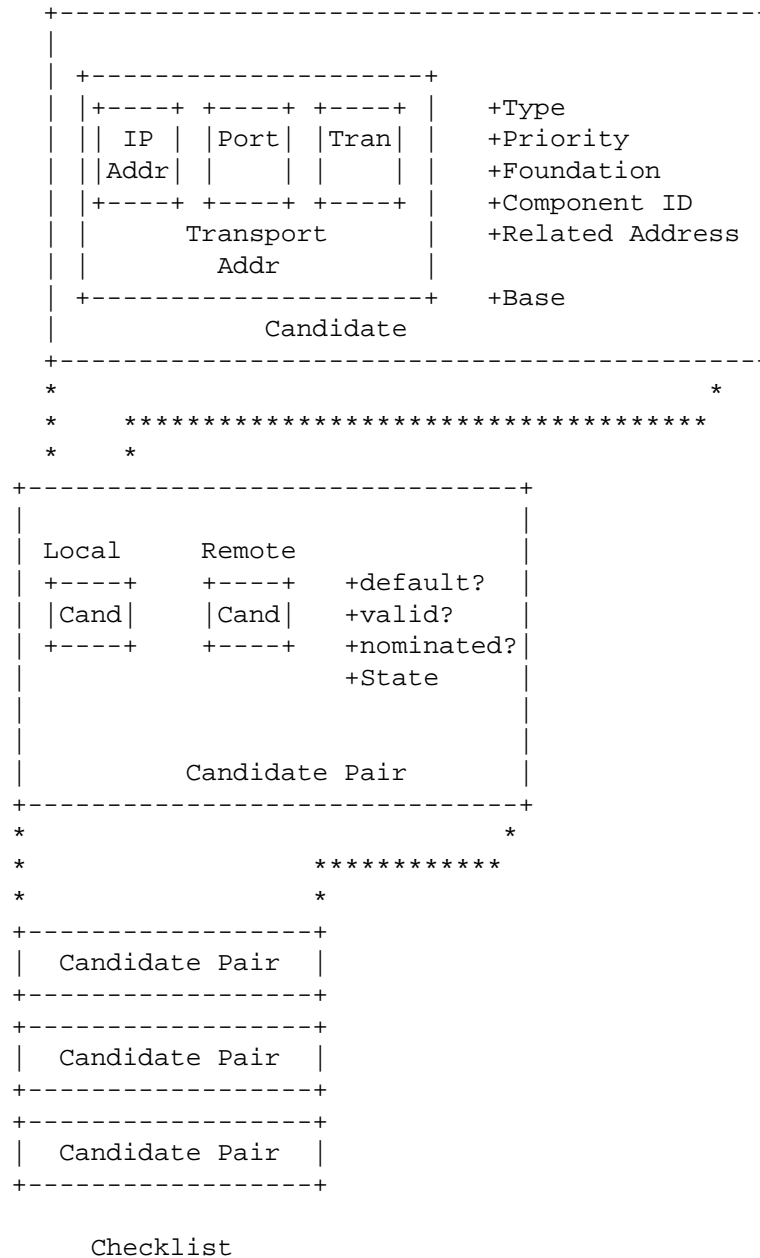 +--------------------------------------------
|
| +---------------------+
| |+----+ +----+ +----+ | +Type
| || IP | |Port| |Tran| | +Priority
| ||Addr| | | | | | +Foundation
| |+----+ +----+ +----+ | +Component ID
| | Transport | +Related Address
| | Addr |
| +---------------------+ +Base
| Candidate
+--------------------------------------------
* *
* *************************************
* *
+-------------------------------+
| |
| Local Remote |
| +----+ +----+ +default? |
| |Cand| |Cand| +valid? |
| +----+ +----+ +nominated?|
| +State |
| |
| |
| Candidate Pair |
+-------------------------------+
* *
* ************
* *
+------------------+
| Candidate Pair |
+------------------+
+------------------+
| Candidate Pair |
+------------------+
+------------------+
| Candidate Pair |
+------------------+
Checklist